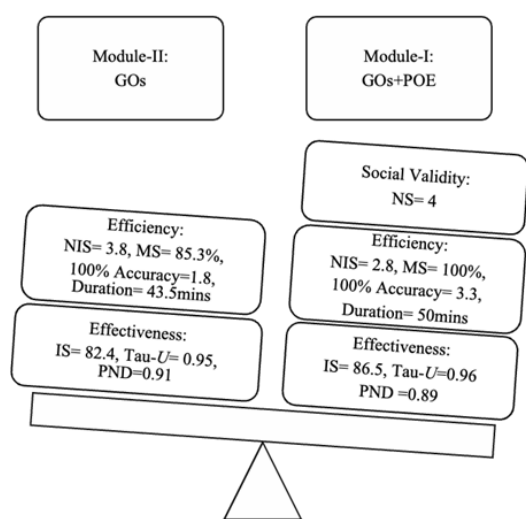 Module-II:
GOs
Module-I:
GOs+POE
Social Validity:
NS= 4
Efficiency:
NIS= 3.8, MS= 85.3%,
100% Accuracy=1.8,
Duration= 43.5mins
Efficiency:
NIS= 2.8, MS= 100%,
100% Accuracy= 3.3,
Duration= 50mins
Effectiveness:
IS= 82.4, Tau-U= 0.95,
PND=0.91
Effectiveness:
IS= 86.5, Tau-U=0.96
PND =0.89